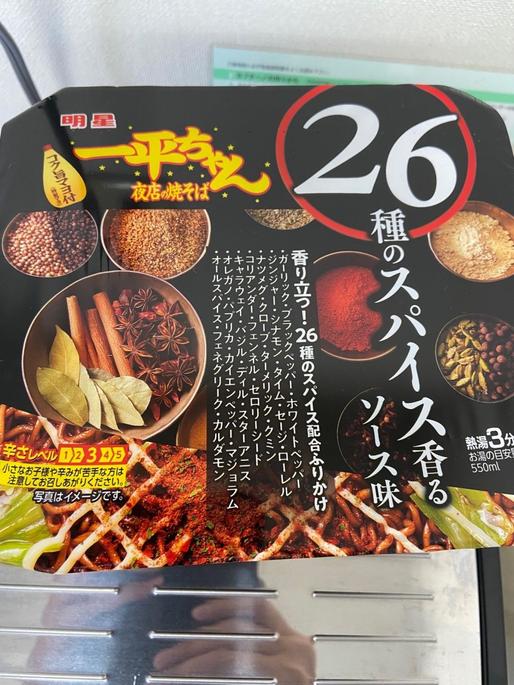 明星
一平ちゃん
夜店の焼そば
コク旨マヨ付
26
種のスパイス香る
ソース味
香り立つ!26種のスパイス配合ふりかけ
・ガーリック・ブラックペッパー・ホワイトペッパー
・ジンジャー・シナモン・タイム・セージ・ローレル
・ナツメグ・クローブ・ターメリック・クミン
・コリアンダー・フェンネル・セロリーシード
・キャラウェイ・バジル・ディル・スターアニス
・オレガノ・パプリカ・カイエンペッパー・マジョラム
・オールスパイス・フェネグリーク・カルダモン
辛さレベル 1 2 3 4 5
小さなお子様や辛みが苦手な方は
注意してお召しあがりください。
写真はイメージです。
熱湯3分
お湯の目安量
550ml